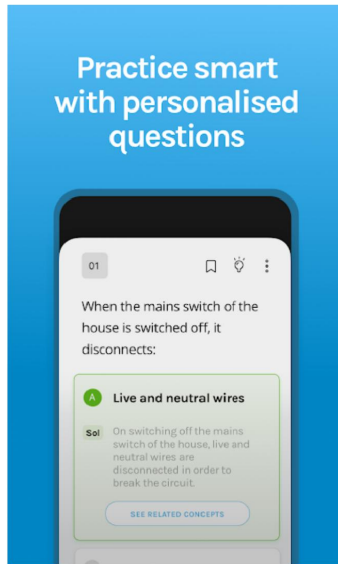 Practice smart
with personalised
questions
01
When the mains switch of the
house is switched off, it
disconnects:
A Live and neutral wires
Sol On switching off the mains
switch of the house, live and
neutral wires are
disconnected in order to
break the circuit.
SEE RELATED CONCEPTS